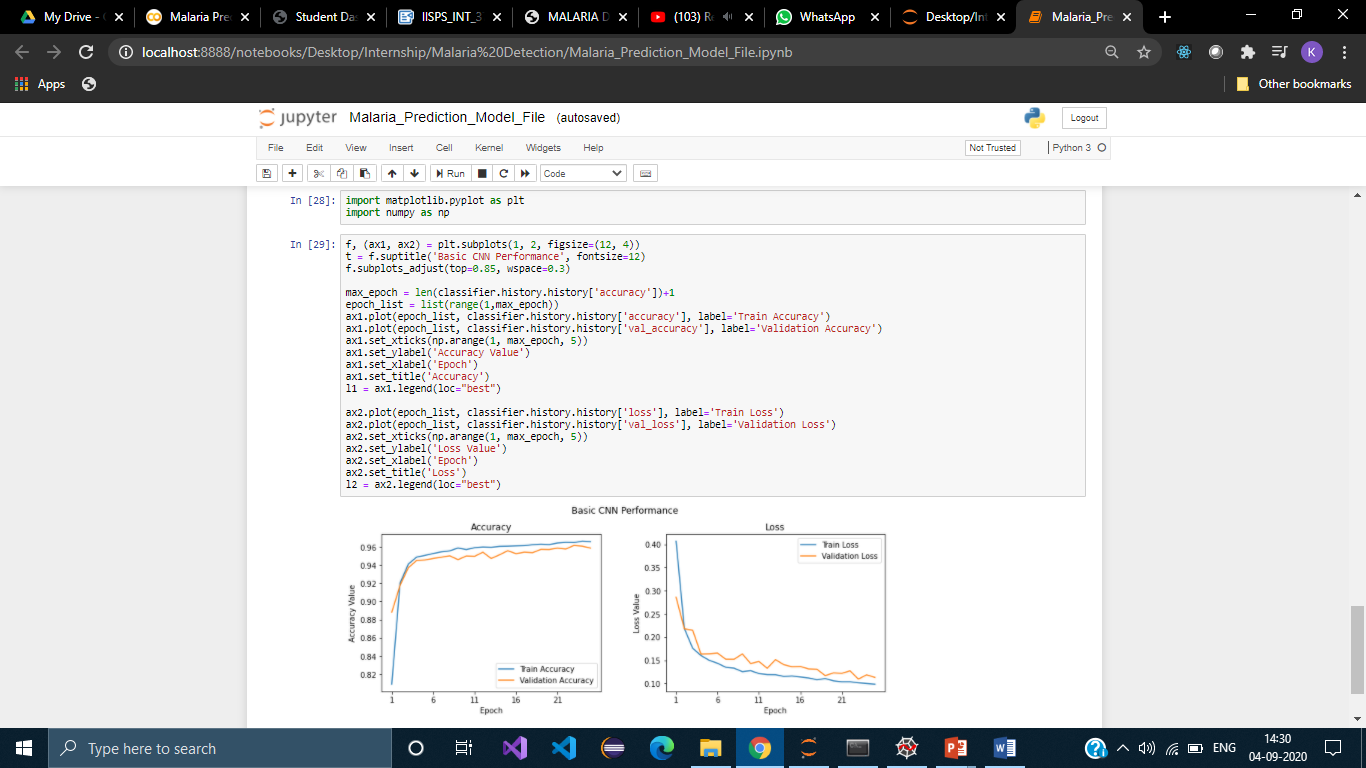 My Drive - G
Malaria Pre
Student Da
IISPS_INT_3
MALARIA D
(103) R
WhatsApp
Desktop/Int
Malaria_Pre
localhost:8888/notebooks/Desktop/Internship/Malaria%20Detection/Malaria_Prediction_Model_File.ipynb
K
Apps
Other bookmarks
jupyter Malaria_Prediction_Model_File (autosaved)
Logout
File Edit View Insert Cell Kernel Widgets Help
Not Trusted
Python 3
Run
Code
In [28]:
import matplotlib.pyplot as plt
import numpy as np
In [29]:
f, (ax1, ax2) = plt.subplots(1, 2, figsize=(12, 4))
t = f.suptitle('Basic CNN Performance', fontsize=12)
f.subplots_adjust(top=0.85, wspace=0.3)
max_epoch = len(classifier.history.history['accuracy'])+1
epoch_list = list(range(1,max_epoch))
ax1.plot(epoch_list, classifier.history.history['accuracy'], label='Train Accuracy')
ax1.plot(epoch_list, classifier.history.history['val_accuracy'], label='Validation Accuracy')
ax1.set_xticks(np.arange(1, max_epoch, 5))
ax1.set_ylabel('Accuracy Value')
ax1.set_xlabel('Epoch')
ax1.set_title('Accuracy')
l1 = ax1.legend(loc="best")
ax2.plot(epoch_list, classifier.history.history['loss'], label='Train Loss')
ax2.plot(epoch_list, classifier.history.history['val_loss'], label='Validation Loss')
ax2.set_xticks(np.arange(1, max_epoch, 5))
ax2.set_ylabel('Loss Value')
ax2.set_xlabel('Epoch')
ax2.set_title('Loss')
l2 = ax2.legend(loc="best")
Basic CNN Performance
Accuracy
0.96
0.94
0.92
0.90
0.88
0.86
0.84
0.82
Accuracy Value
Train Accuracy
Validation Accuracy
1 6 11 16 21
Epoch
Loss
0.40
0.35
0.30
0.25
0.20
0.15
0.10
Loss Value
Train Loss
Validation Loss
1 6 11 16 21
Epoch
Type here to search
ENG
14:30
04-09-2020